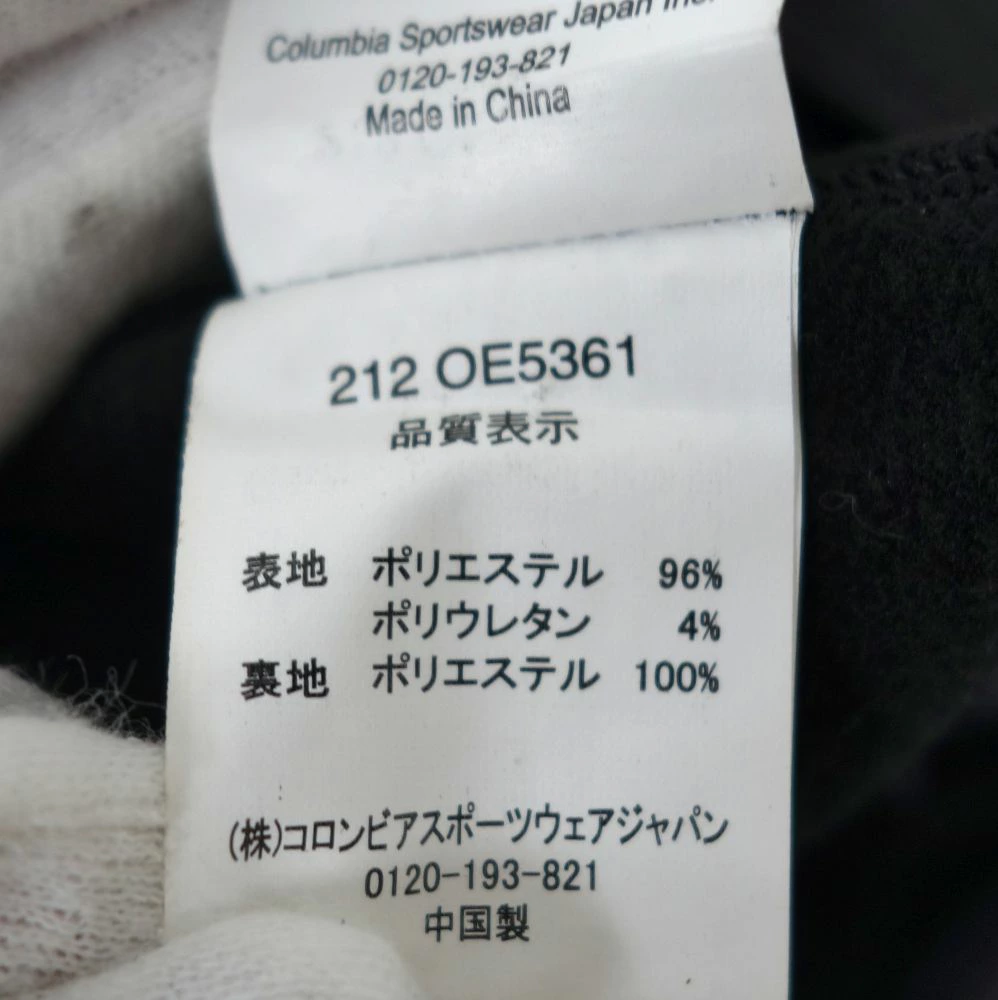 Columbia Sportswear Japan Inc.
0120-193-821
Made in China
212 OE5361
品質表示
表地 ポリエステル 96%
ポリウレタン 4%
裏地 ポリエステル 100%
(株)コロンビアスポーツウェアジャパン
0120-193-821
中国製